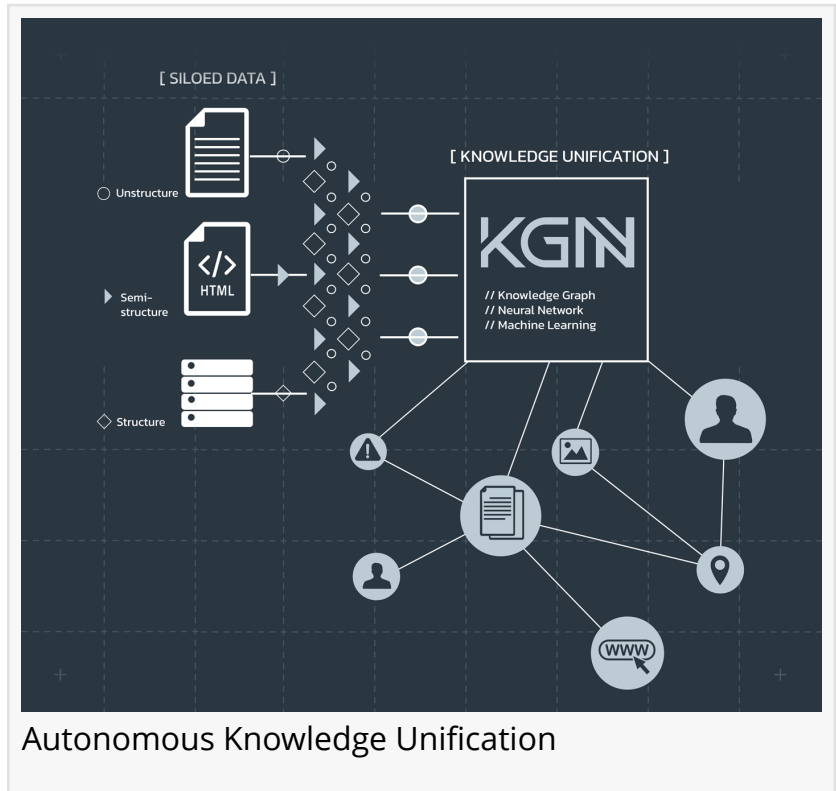 [ SILOED DATA ]
Unstructure
</>
HTML
Semi-
structure
Structure
[ KNOWLEDGE UNIFICATION ]
KGNN
// Knowledge Graph
// Neural Network
// Machine Learning
WWW
Autonomous Knowledge Unification